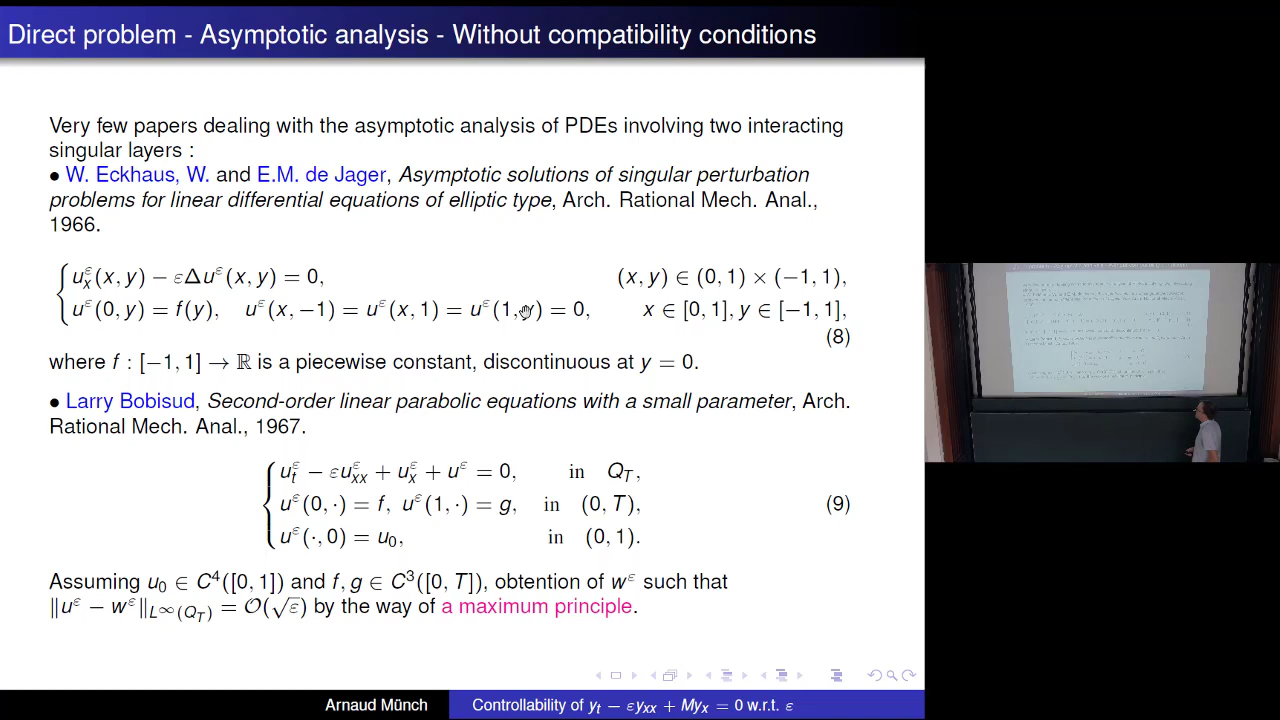 Direct problem - Asymptotic analysis - Without compatibility conditions
Very few papers dealing with the asymptotic analysis of PDEs involving two interacting
singular layers :
• W. Eckhaus, W. and E.M. de Jager, Asymptotic solutions of singular perturbation
problems for linear differential equations of elliptic type, Arch. Rational Mech. Anal.,
1966.
u_x^ε(x, y) − εΔu^ε(x, y) = 0, (x, y) ∈ (0, 1) × (−1, 1),
u^ε(0, y) = f(y), u^ε(x, −1) = u^ε(x, 1) = u^ε(1, y) = 0, x ∈ [0, 1], y ∈ [−1, 1],
(8)
where f : [−1, 1] → ℝ is a piecewise constant, discontinuous at y = 0.
• Larry Bobisud, Second-order linear parabolic equations with a small parameter, Arch.
Rational Mech. Anal., 1967.
u_t^ε − εu_xx^ε + u_x^ε + u^ε = 0, in Q_T,
u^ε(0, ·) = f, u^ε(1, ·) = g, in (0, T), (9)
u^ε(·, 0) = u_0, in (0, 1).
Assuming u_0 ∈ C^4([0, 1]) and f, g ∈ C^3([0, T]), obtention of w^ε such that
‖u^ε − w^ε‖_L^∞(Q_T) = O(√ε) by the way of a maximum principle.
Arnaud Münch Controllability of y_t − εy_xx + My_x = 0 w.r.t. ε